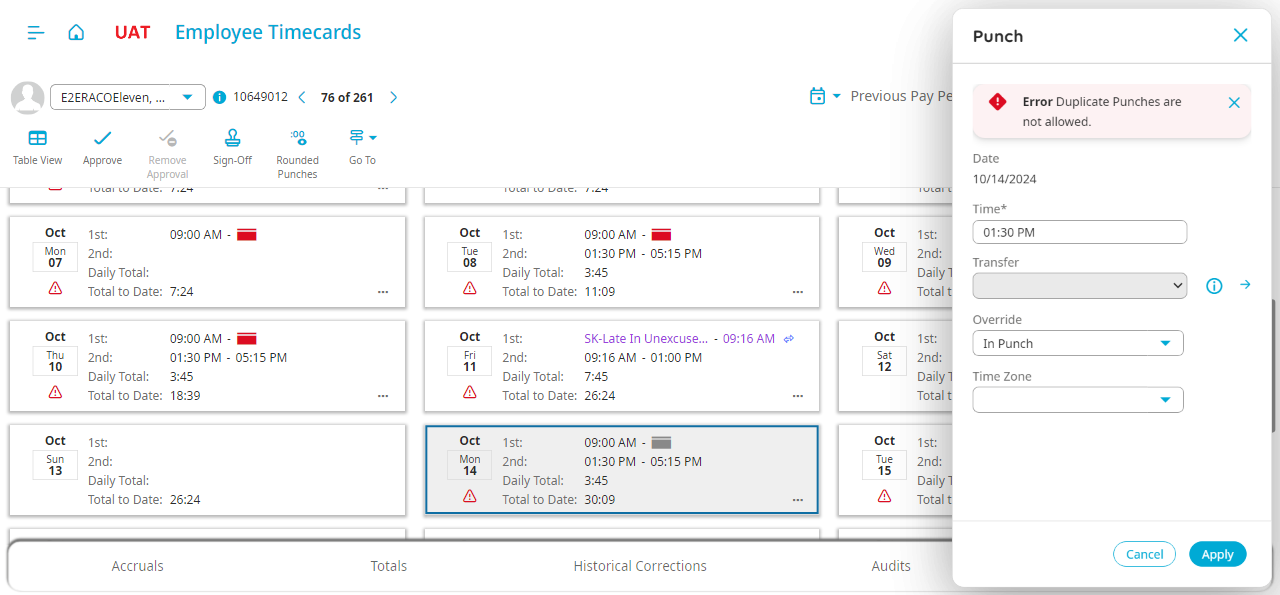 UAT Employee Timecards
E2ERACOEleven, ... 10649012 76 of 261 Previous Pay Pe
Table View Approve Remove Approval Sign-Off :00 Rounded Punches Go To
Total to Date: 7:24 ...
Total to Date: 7:24 ...
Total
Oct Mon 07
1st: 09:00 AM -
2nd:
Daily Total:
Total to Date: 7:24 ...
Oct Tue 08
1st: 09:00 AM -
2nd: 01:30 PM - 05:15 PM
Daily Total: 3:45
Total to Date: 11:09 ...
Oct Wed 09
1st:
2nd:
Daily T
Total t
Oct Thu 10
1st: 09:00 AM -
2nd: 01:30 PM - 05:15 PM
Daily Total: 3:45
Total to Date: 18:39 ...
Oct Fri 11
1st: SK-Late In Unexcuse... - 09:16 AM
2nd: 09:16 AM - 01:00 PM
Daily Total: 7:45
Total to Date: 26:24 ...
Oct Sat 12
1st:
2nd:
Daily T
Total t
Oct Sun 13
1st:
2nd:
Daily Total:
Total to Date: 26:24
Oct Mon 14
1st: 09:00 AM -
2nd: 01:30 PM - 05:15 PM
Daily Total: 3:45
Total to Date: 30:09 ...
Oct Tue 15
1st:
2nd:
Daily T
Total t
Accruals Totals Historical Corrections Audits
Punch
Error Duplicate Punches are
not allowed.
Date
10/14/2024
Time*
01:30 PM
Transfer
Override
In Punch
Time Zone
Cancel Apply